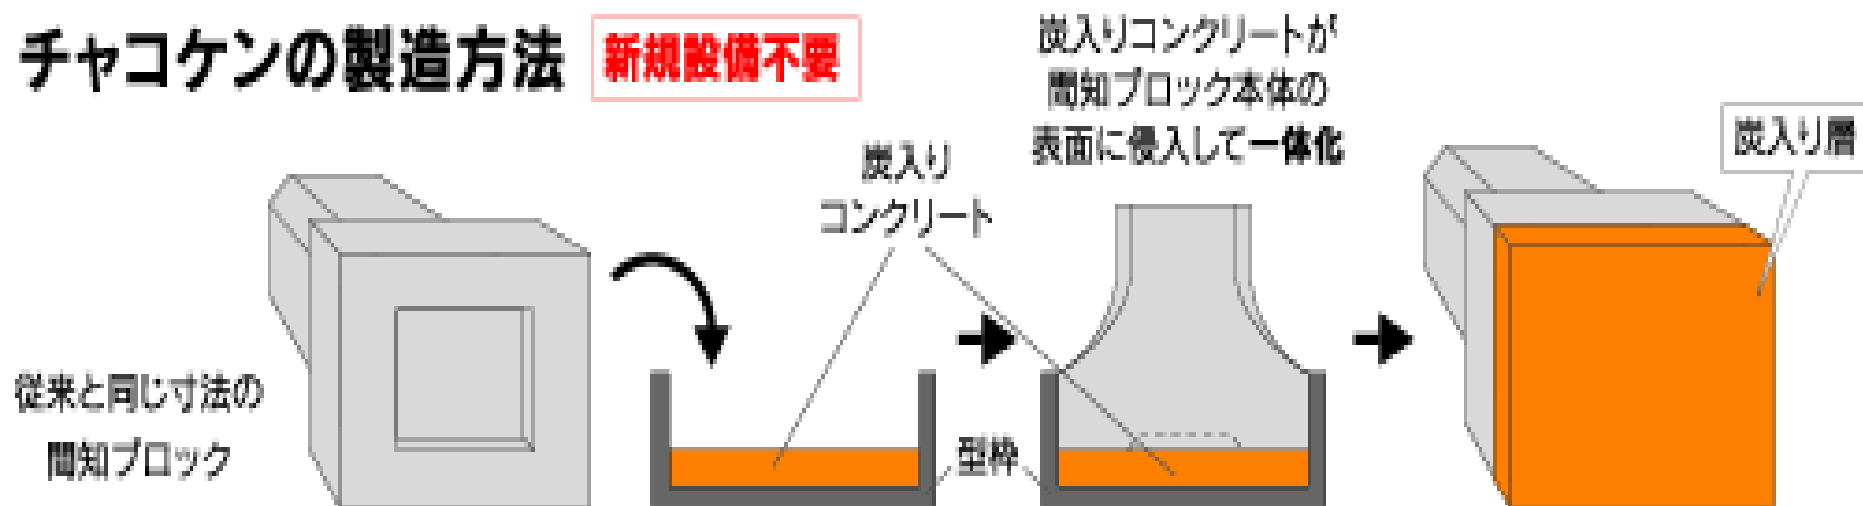 チャコケンの製造方法
新規設備不要
炭入りコンクリートが
間知ブロック本体の
表面に侵入して一体化
炭入り層
炭入り
コンクリート
従来と同じ寸法の
間知ブロック
型枠